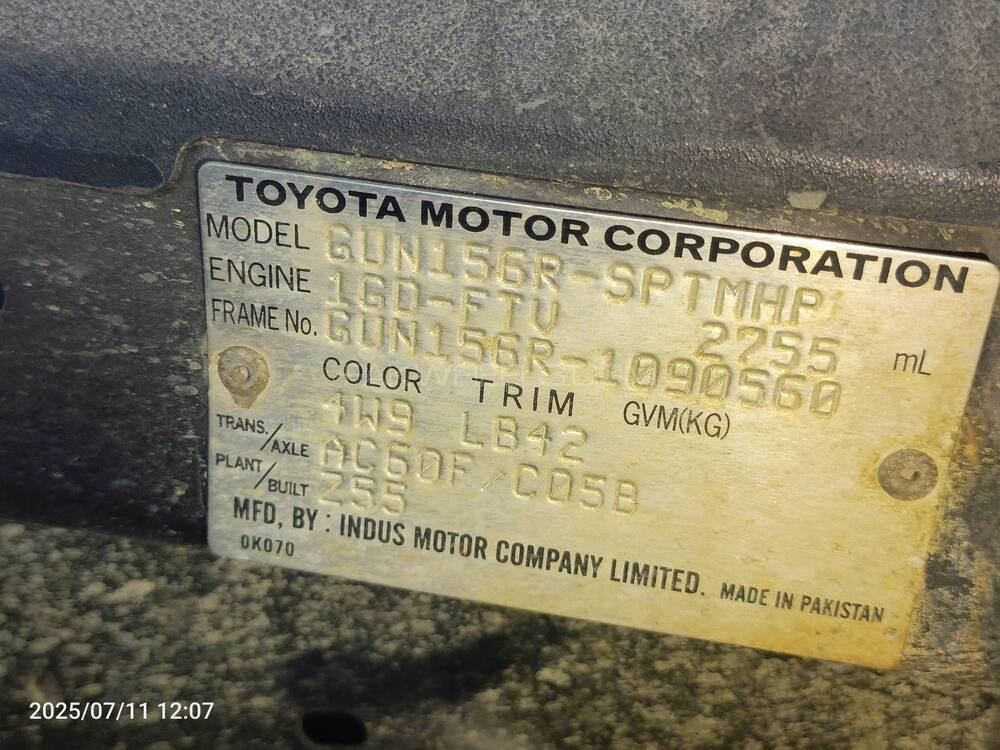 TOYOTA MOTOR CORPORATION
MODEL GUN156R-SPTMHP
ENGINE 1GD-FTV 2755 mL
FRAME No. GUN156R-1090560
COLOR TRIM GVM(KG)
4W9 LB42
TRANS./AXLE AC60F/C05B
PLANT/BUILT Z55
MFD, BY : INDUS MOTOR COMPANY LIMITED. MADE IN PAKISTAN
0K070
2025/07/11 12:07